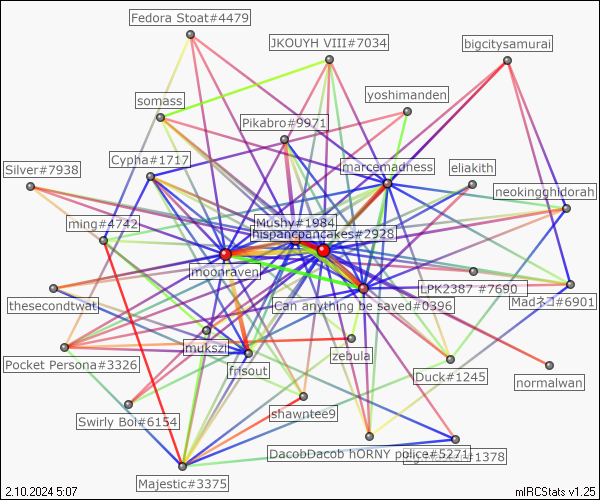 Fedora Stoat#4479
JKOUYH VIII#7034
bigcitysamurai
somass
yoshimanden
Pikabro#9971
Cypha#1717
marcemadness
Silver#7938
eliakith
neokingghidorah
ming#4742
Mushy#1984
hispancpancakes#2928
moonraven
LPK2387 #7690
thesecondtwat
Can anything be saved#0396
Madネコ#6901
mukszi
zebula
Pocket Persona#3326
frisout
Duck#1245
normalwan
Swirly Boi#6154
shawntee9
DacobDacob hORNY police#5271
#1378
Majestic#3375
2.10.2024 5:07
mIRCStats v1.25